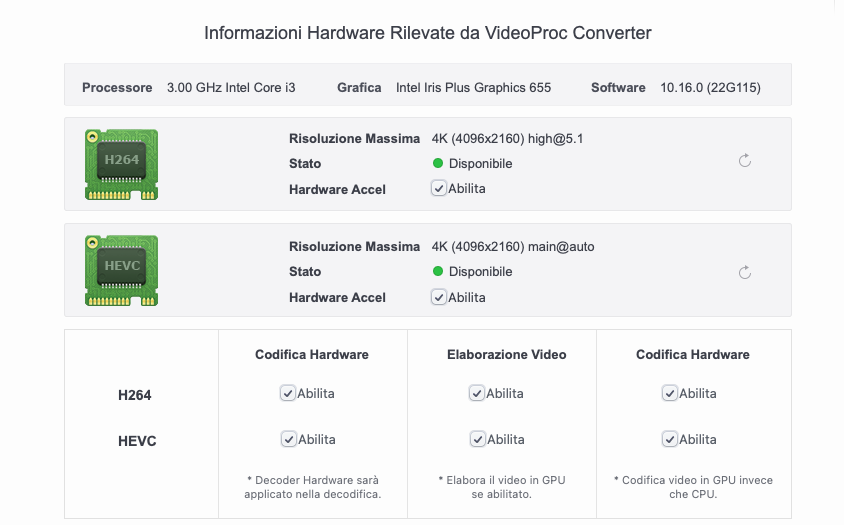 Informazioni Hardware Rilevate da VideoProc Converter
Processore 3.00 GHz Intel Core i3 Grafica Intel Iris Plus Graphics 655 Software 10.16.0 (22G115)
H264
Risoluzione Massima 4K (4096x2160) high@5.1
Stato Disponibile
Hardware Accel Abilita
HEVC
Risoluzione Massima 4K (4096x2160) main@auto
Stato Disponibile
Hardware Accel Abilita
Codifica Hardware Elaborazione Video Codifica Hardware
H264 Abilita Abilita Abilita
HEVC Abilita Abilita Abilita
* Decoder Hardware sarà * Elabora il video in GPU * Codifica video in GPU invece
applicato nella decodifica. se abilitato. che CPU.